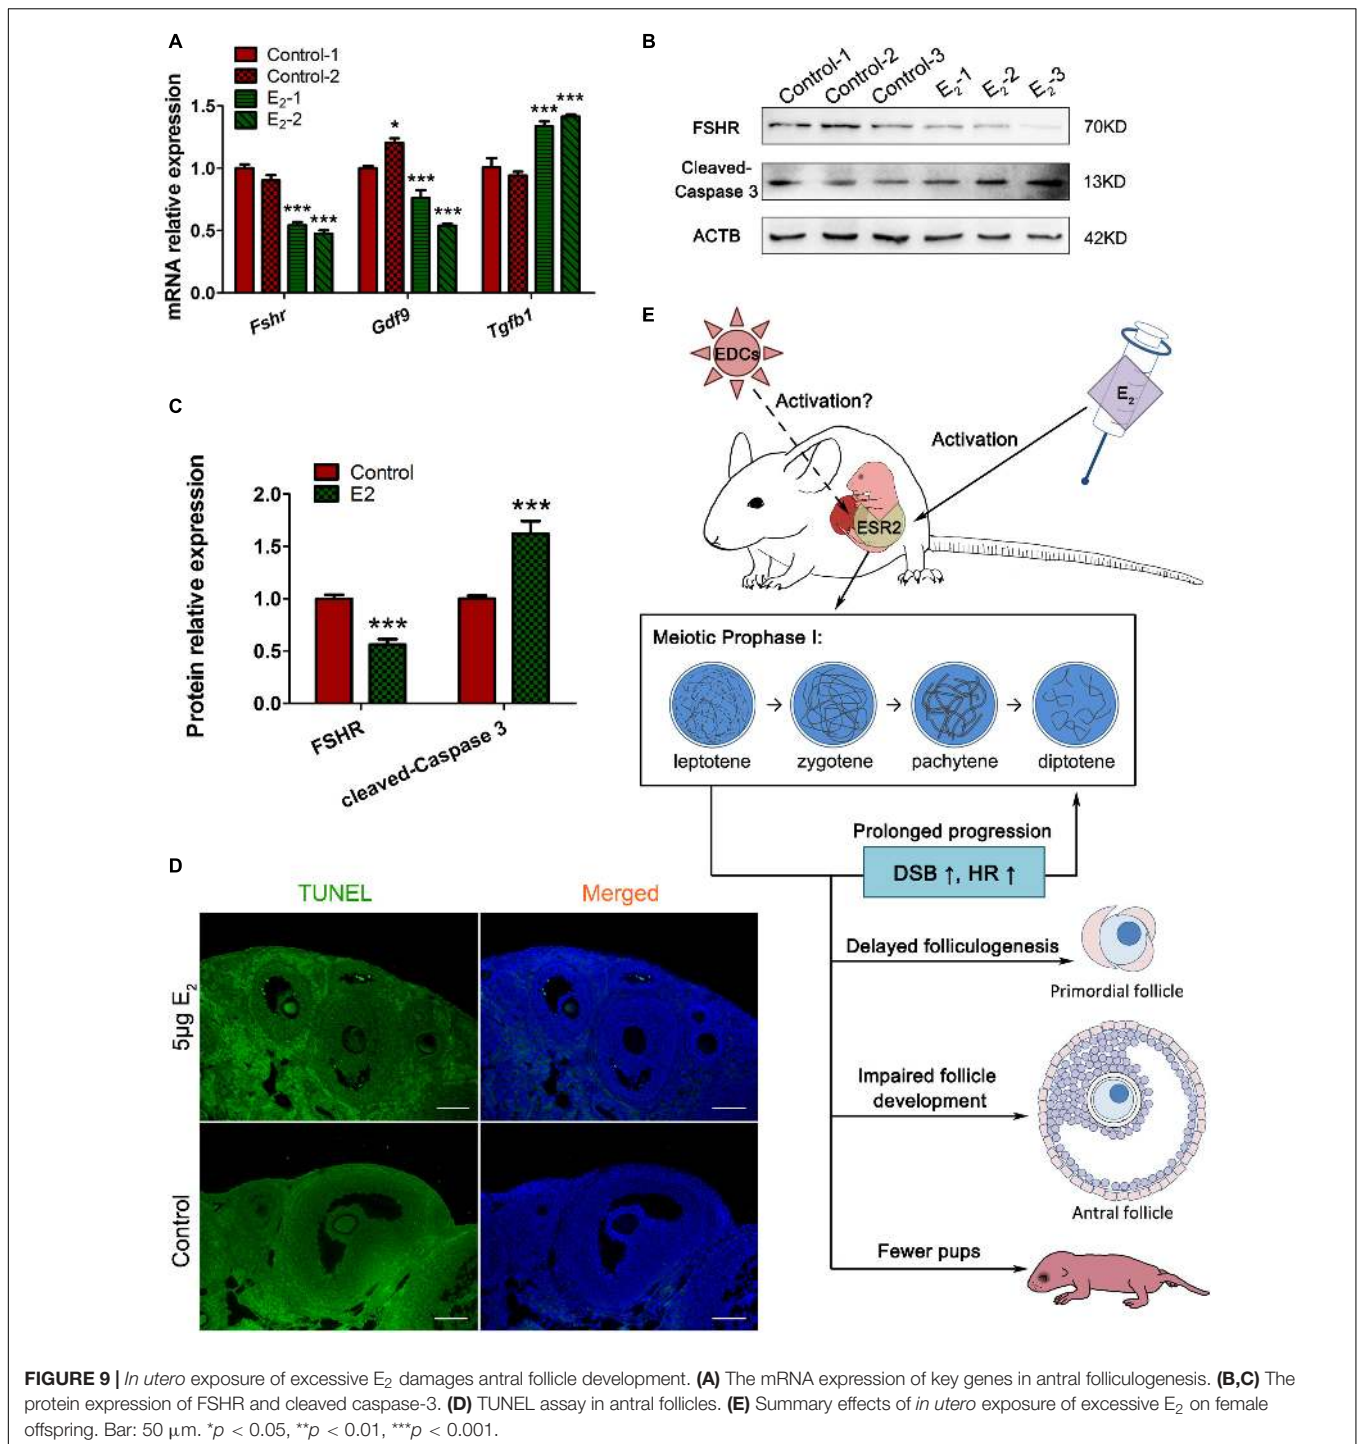 A
Control-1
Control-2
E₂-1
E₂-2
mRNA relative expression
1.5
1.0
0.5
0.0
***
***
*
***
***
***
***
Fshr
Gdf9
Tgfb1
B
Control-1
Control-2
Control-3
E₂-1
E₂-2
E₂-3
FSHR
70KD
Cleaved-
Caspase 3
13KD
ACTB
42KD
C
Control
E2
Protein relative expression
2.0
1.5
1.0
0.5
0.0
***
***
FSHR
cleaved-Caspase 3
D
TUNEL
Merged
5μg E₂
Control
E
EDCs
Activation?
E₂
Activation
ESR2
Meiotic Prophase I:
leptotene
zygotene
pachytene
diptotene
Prolonged progression
DSB ↑, HR ↑
Delayed folliculogenesis
Primordial follicle
Impaired follicle
development
Antral follicle
Fewer pups
FIGURE 9 | In utero exposure of excessive E₂ damages antral follicle development. (A) The mRNA expression of key genes in antral folliculogenesis. (B,C) The
protein expression of FSHR and cleaved caspase-3. (D) TUNEL assay in antral follicles. (E) Summary effects of in utero exposure of excessive E₂ on female
offspring. Bar: 50 μm. *p < 0.05, **p < 0.01, ***p < 0.001.